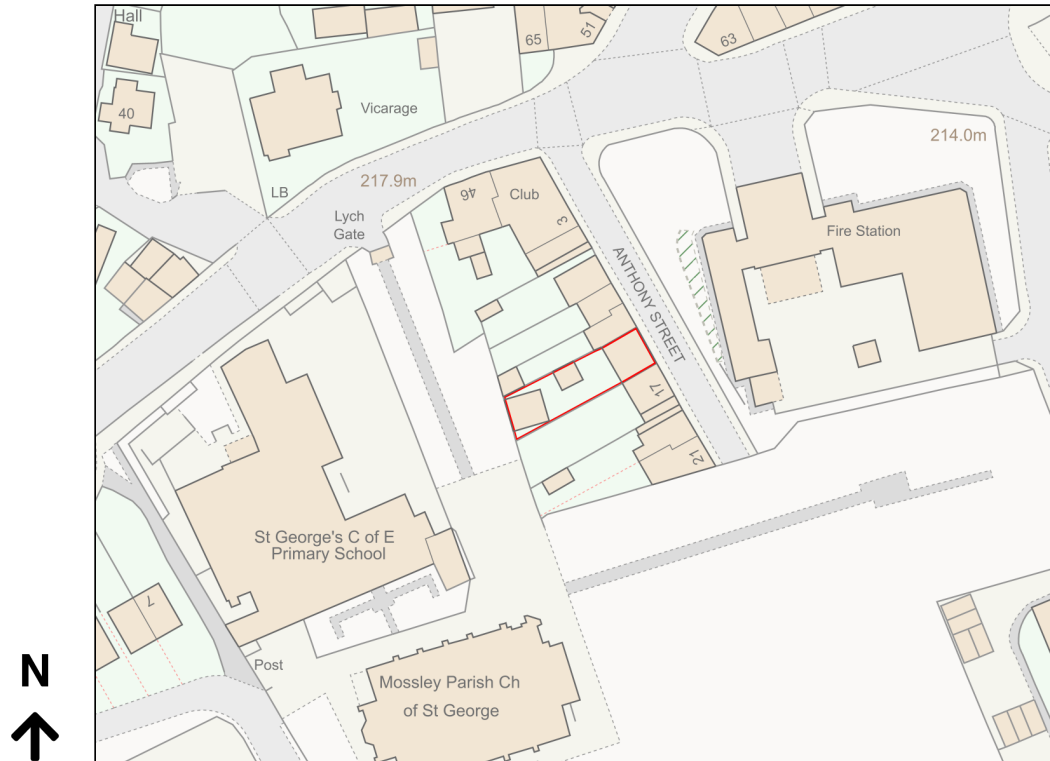 Hall
51
65
63
40
Vicarage
214.0m
LB
217.9m
46
Club
Lych
Gate
3
Fire Station
ANTHONY STREET
17
21
St George's C of E
Primary School
7
N
Post
Mossley Parish Ch
of St George